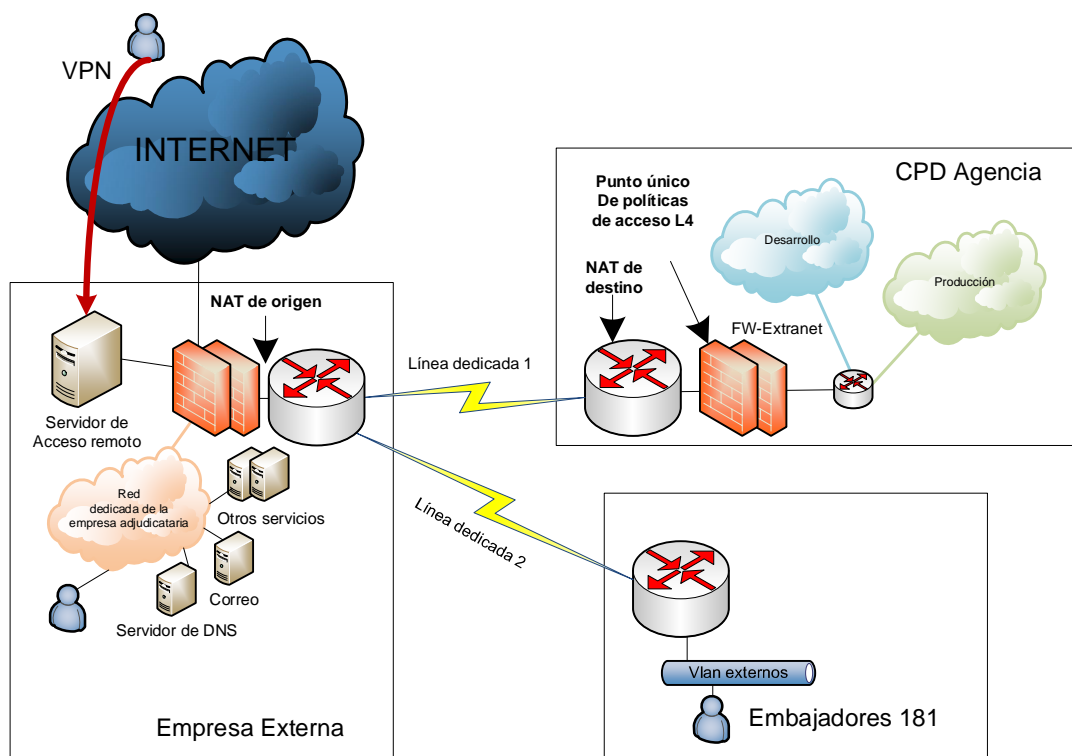 VPN
INTERNET
CPD Agencia
Punto único
De políticas
de acceso L4
Desarrollo
Producción
NAT de
destino
FW-Extranet
NAT de origen
Línea dedicada 1
Servidor de
Acceso remoto
Red
dedicada de la
empresa adjudicataria
Otros servicios
Correo
Servidor de DNS
Línea dedicada 2
Vlan externos
Empresa Externa
Embajadores 181